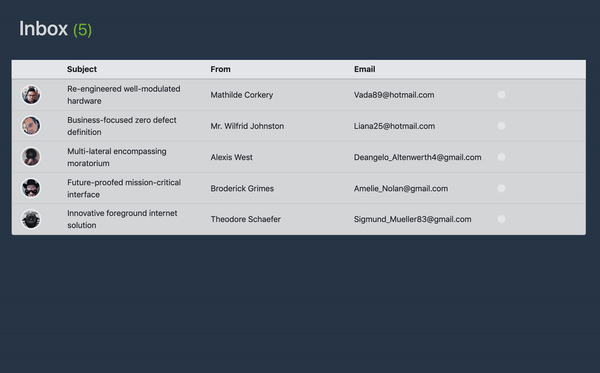 Inbox (5)
Subject From Email
Re-engineered well-modulated
hardware
Mathilde Corkery Vada89@hotmail.com
Business-focused zero defect
definition
Mr. Wilfrid Johnston Liana25@hotmail.com
Multi-lateral encompassing
moratorium
Alexis West Deangelo_Altenwerth4@gmail.com
Future-proofed mission-critical
interface
Broderick Grimes Amelie_Nolan@gmail.com
Innovative foreground internet
solution
Theodore Schaefer Sigmund_Mueller83@gmail.com